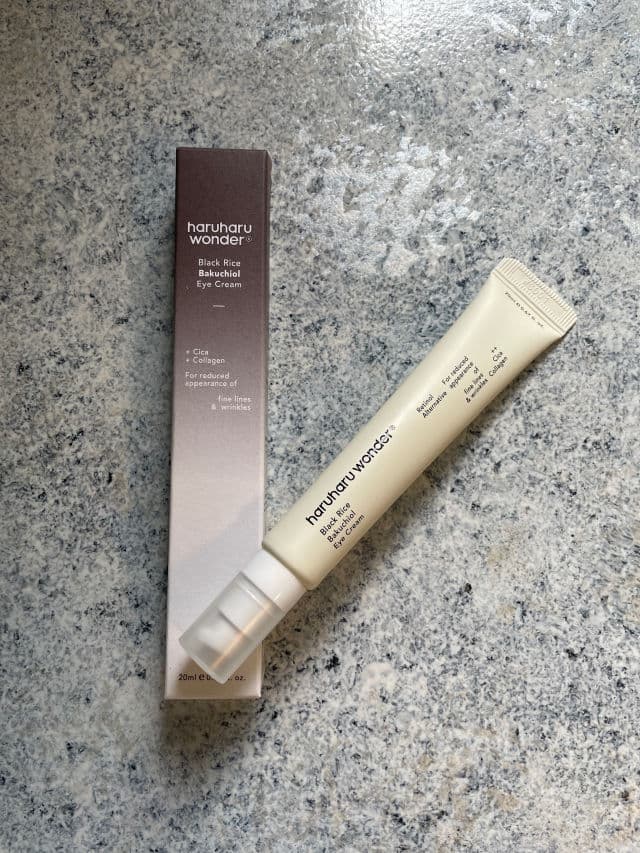 haruharu
wonder®
Black Rice
Bakuchiol
Eye Cream
+ Cica
+ Collagen
For reduced
appearance of
fine lines
& wrinkles
20ml e oz.
haruharu wonder®
Black Rice
Bakuchiol
Eye Cream
Retinol
Alternative
For reduced
appearance
of
fine lines
& wrinkles
++
Cica
Collagen